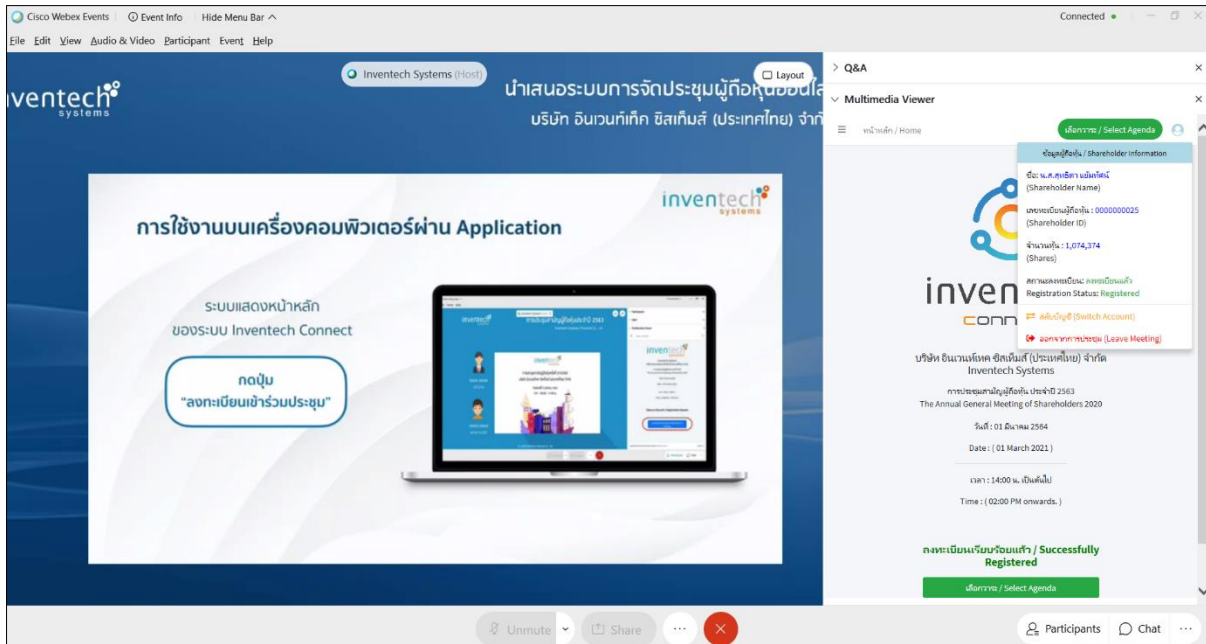 Cisco Webex Events
Event Info
Hide Menu Bar
Connected
File Edit View Audio & Video Participant Event Help
Inventech Systems (Host)
Layout
inventech
systems
นำเสนอระบบการจัดประชุมผู้ถือหุ้นออนไล
บริษัท อินเวนท์เท็ค ซิสเท็มส์ (ประเทศไทย) จำกั
inventech
systems
การใช้งานบนเครื่องคอมพิวเตอร์ผ่าน Application
ระบบแสดงหน้าหลัก
ของระบบ Inventech Connect
กดปุ่ม
“ลงทะเบียนเข้าร่วมประชุม”
Q&A
Multimedia Viewer
หน้าหลัก / Home
เลือกวาระ / Select Agenda
ข้อมูลผู้ถือหุ้น / Shareholder Information
ชื่อ: น.ส.สุทธิตา แย้มทัศน์
(Shareholder Name)
เลขทะเบียนผู้ถือหุ้น : 0000000025
(Shareholder ID)
จำนวนหุ้น : 1,074,374
(Shares)
สถานะลงทะเบียน: ลงทะเบียนแล้ว
Registration Status: Registered
สลับบัญชี (Switch Account)
ออกจากการประชุม (Leave Meeting)
inven
conn
บริษัท อินเวนท์เทค ซิสเท็มส์ (ประเทศไทย) จำกัด
Inventech Systems
การประชุมสามัญผู้ถือหุ้น ประจำปี 2563
The Annual General Meeting of Shareholders 2020
วันที่ : 01 มีนาคม 2564
Date : ( 01 March 2021 )
เวลา : 14:00 น. เป็นต้นไป
Time : ( 02:00 PM onwards. )
ลงทะเบียนเรียบร้อยแล้ว / Successfully
Registered
เลือกวาระ / Select Agenda
Unmute
Share
Participants
Chat